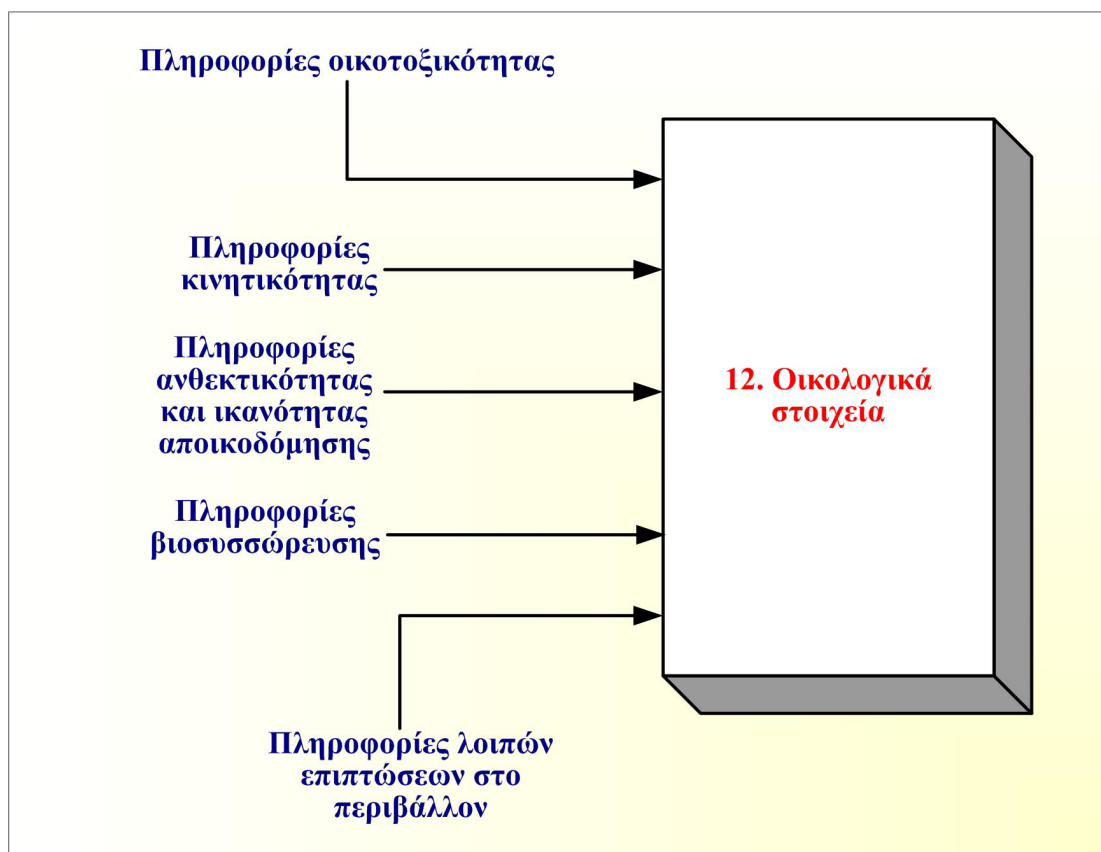 Πληροφορίες οικοτοξικότητας
Πληροφορίες
κινητικότητας
Πληροφορίες
ανθεκτικότητας
και ικανότητας
αποικοδόμησης
12. Οικολογικά
στοιχεία
Πληροφορίες
βιοσυσσώρευσης
Πληροφορίες λοιπών
επιπτώσεων στο
περιβάλλον